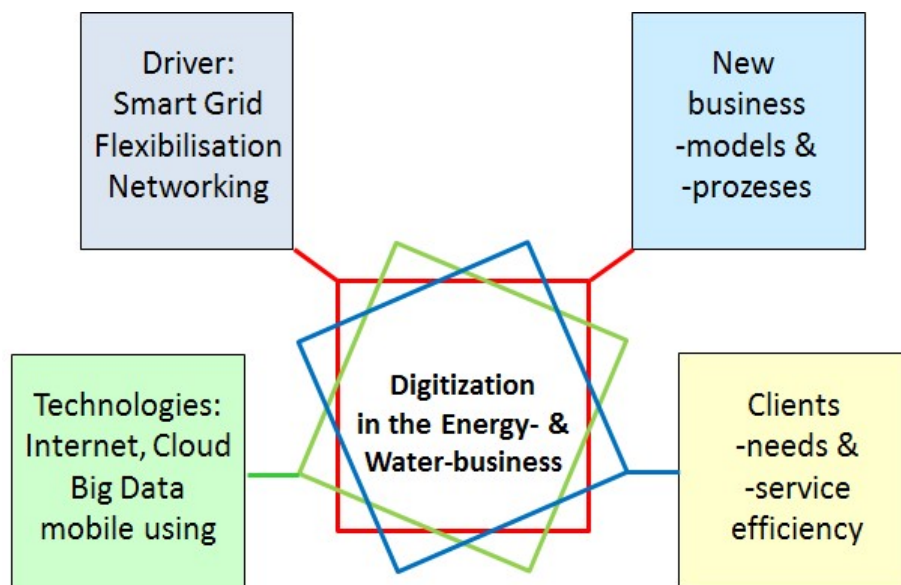 Driver:
Smart Grid
Flexibilisation
Networking
New
business
-models &
-prozeses
Technologies:
Internet, Cloud
Big Data
mobile using
Digitization
in the Energy- &
Water-business
Clients
-needs &
-service
efficiency